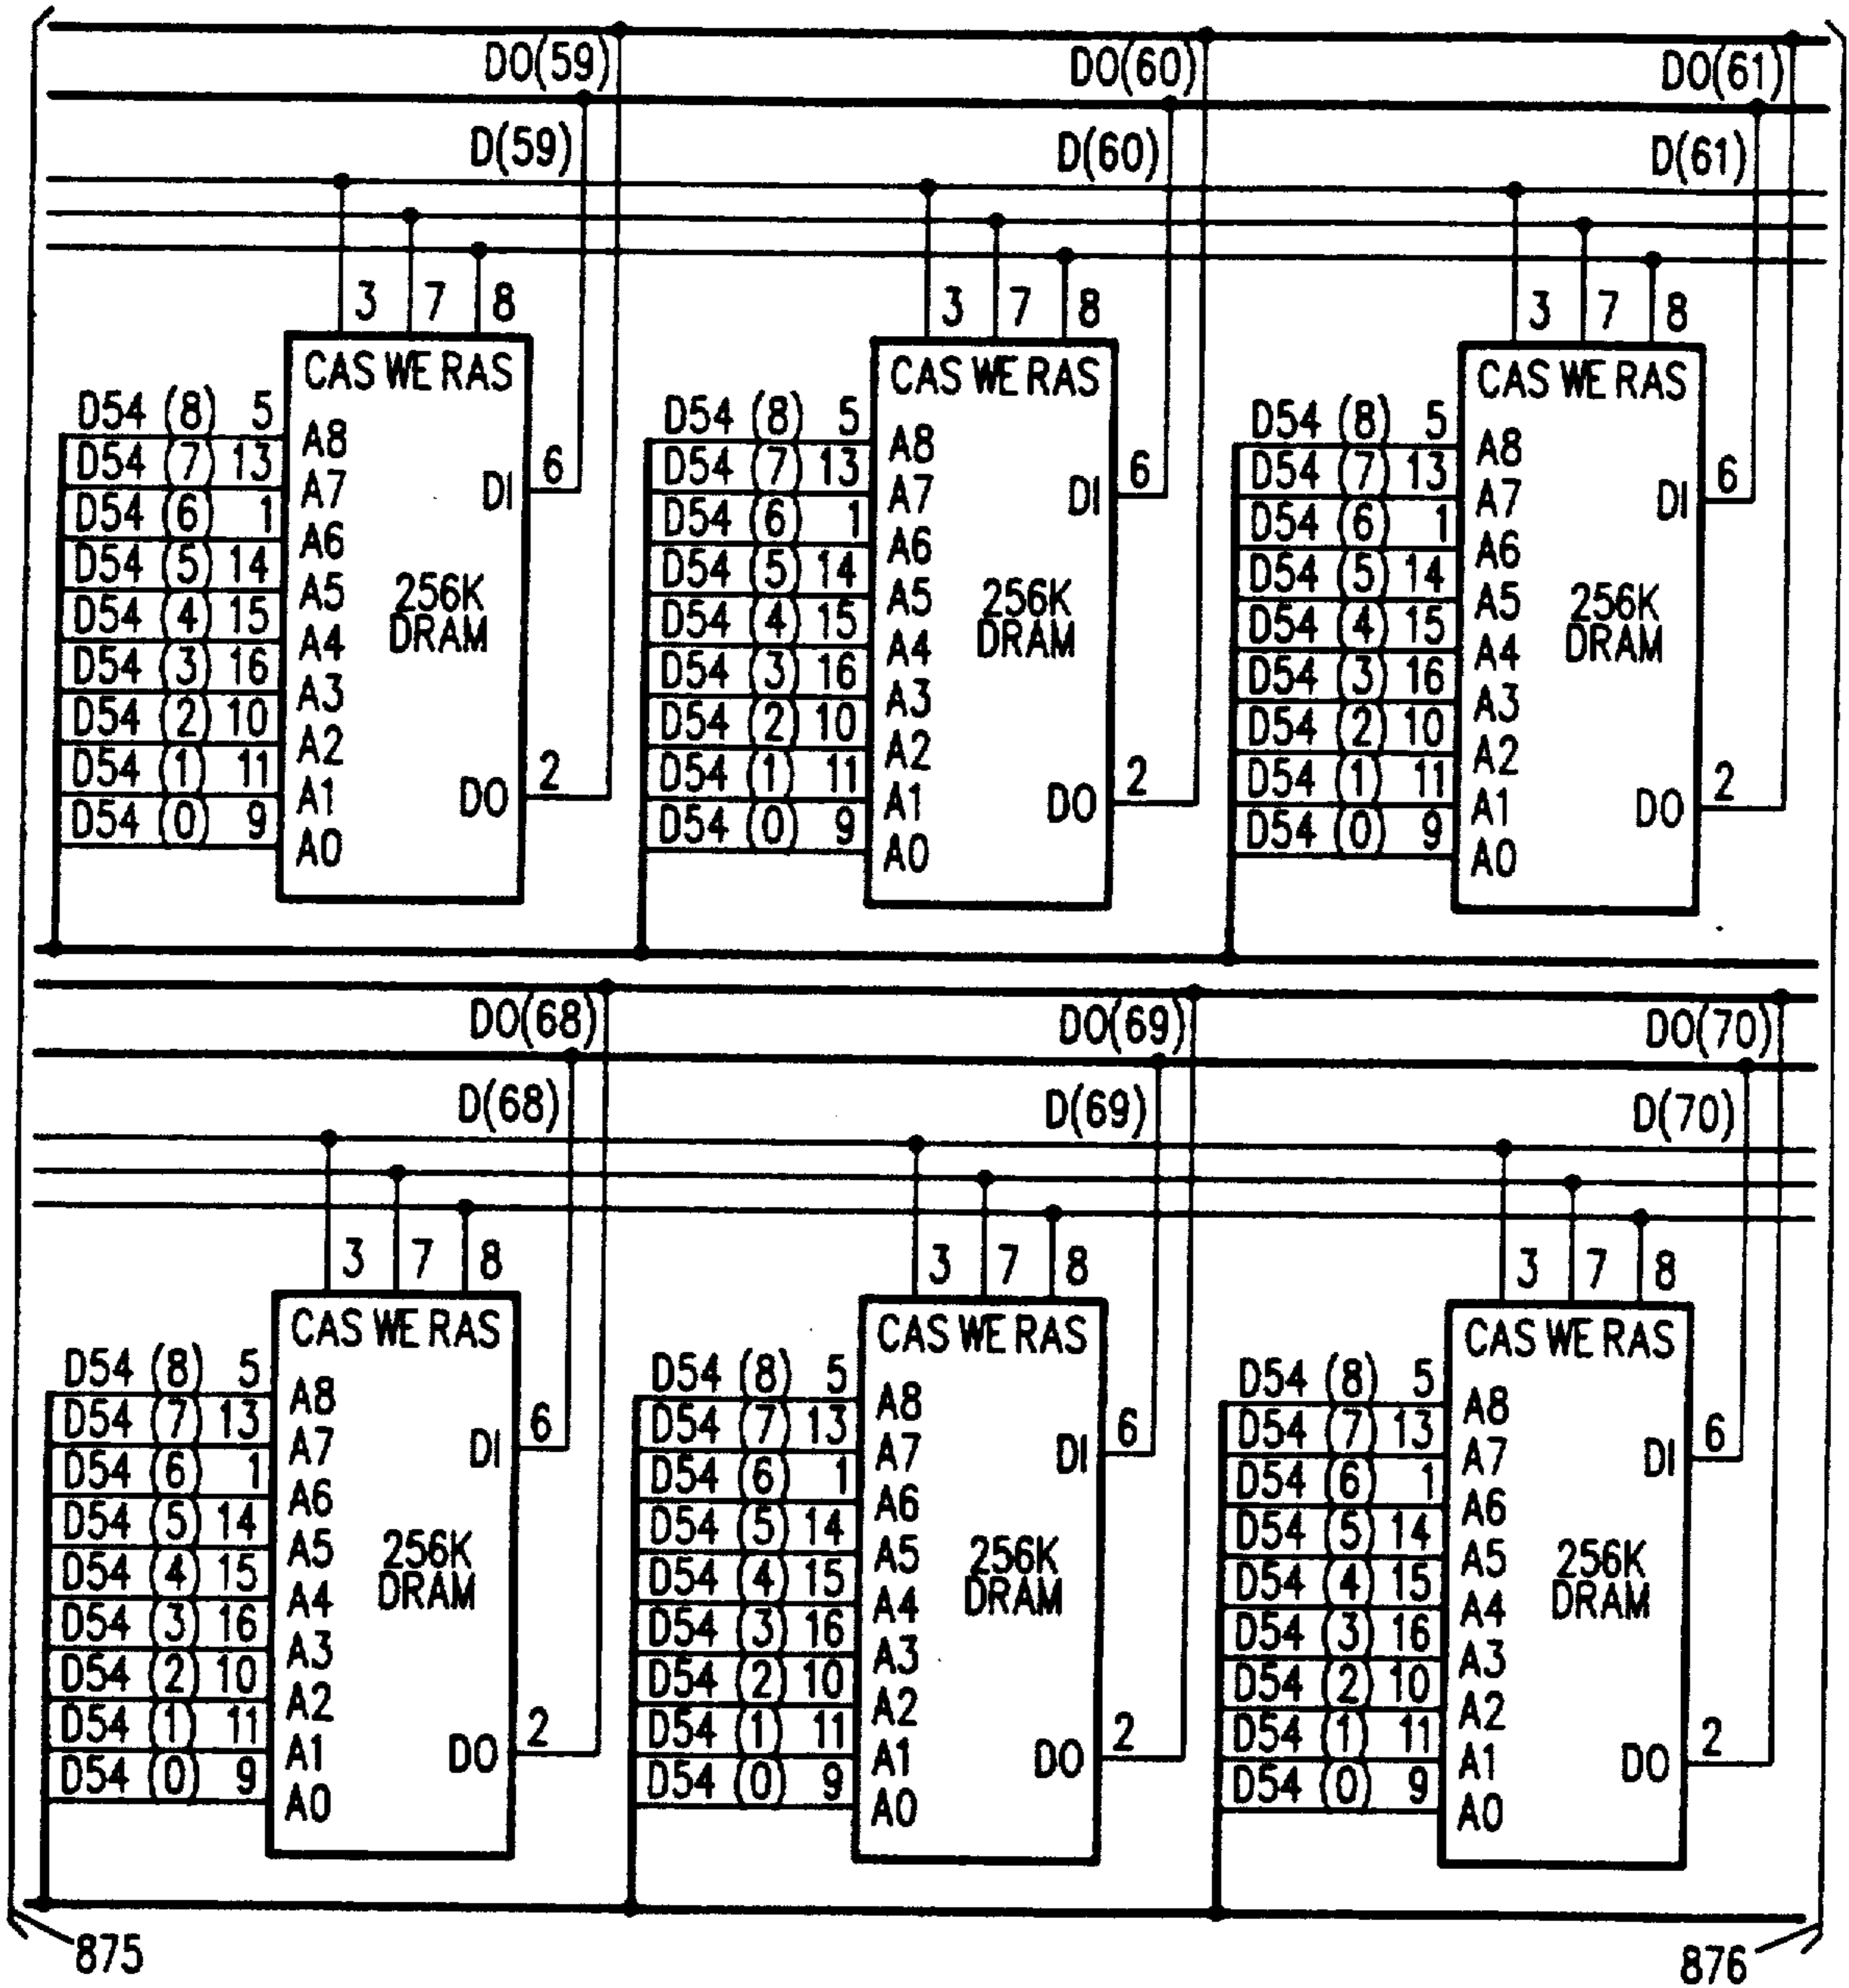 DO(59) DO(60) DO(61)
D(59) D(60) D(61)
3 7 8 3 7 8 3 7 8
CAS WE RAS CAS WE RAS CAS WE RAS
D54 (8) 5 A8 D54 (8) 5 A8 D54 (8) 5 A8
D54 (7) 13 A7 DI 6 D54 (7) 13 A7 DI 6 D54 (7) 13 A7 DI 6
D54 (6) 1 A6 D54 (6) 1 A6 D54 (6) 1 A6
D54 (5) 14 A5 256K D54 (5) 14 A5 256K D54 (5) 14 A5 256K
D54 (4) 15 A4 DRAM D54 (4) 15 A4 DRAM D54 (4) 15 A4 DRAM
D54 (3) 16 A3 D54 (3) 16 A3 D54 (3) 16 A3
D54 (2) 10 A2 D54 (2) 10 A2 D54 (2) 10 A2
D54 (1) 11 A1 DO 2 D54 (1) 11 A1 DO 2 D54 (1) 11 A1 DO 2
D54 (0) 9 A0 D54 (0) 9 A0 D54 (0) 9 A0
DO(68) DO(69) DO(70)
D(68) D(69) D(70)
3 7 8 3 7 8 3 7 8
CAS WE RAS CAS WE RAS CAS WE RAS
D54 (8) 5 A8 D54 (8) 5 A8 D54 (8) 5 A8
D54 (7) 13 A7 DI 6 D54 (7) 13 A7 DI 6 D54 (7) 13 A7 DI 6
D54 (6) 1 A6 D54 (6) 1 A6 D54 (6) 1 A6
D54 (5) 14 A5 256K D54 (5) 14 A5 256K D54 (5) 14 A5 256K
D54 (4) 15 A4 DRAM D54 (4) 15 A4 DRAM D54 (4) 15 A4 DRAM
D54 (3) 16 A3 D54 (3) 16 A3 D54 (3) 16 A3
D54 (2) 10 A2 D54 (2) 10 A2 D54 (2) 10 A2
D54 (1) 11 A1 DO 2 D54 (1) 11 A1 DO 2 D54 (1) 11 A1 DO 2
D54 (0) 9 A0 D54 (0) 9 A0 D54 (0) 9 A0
875 876